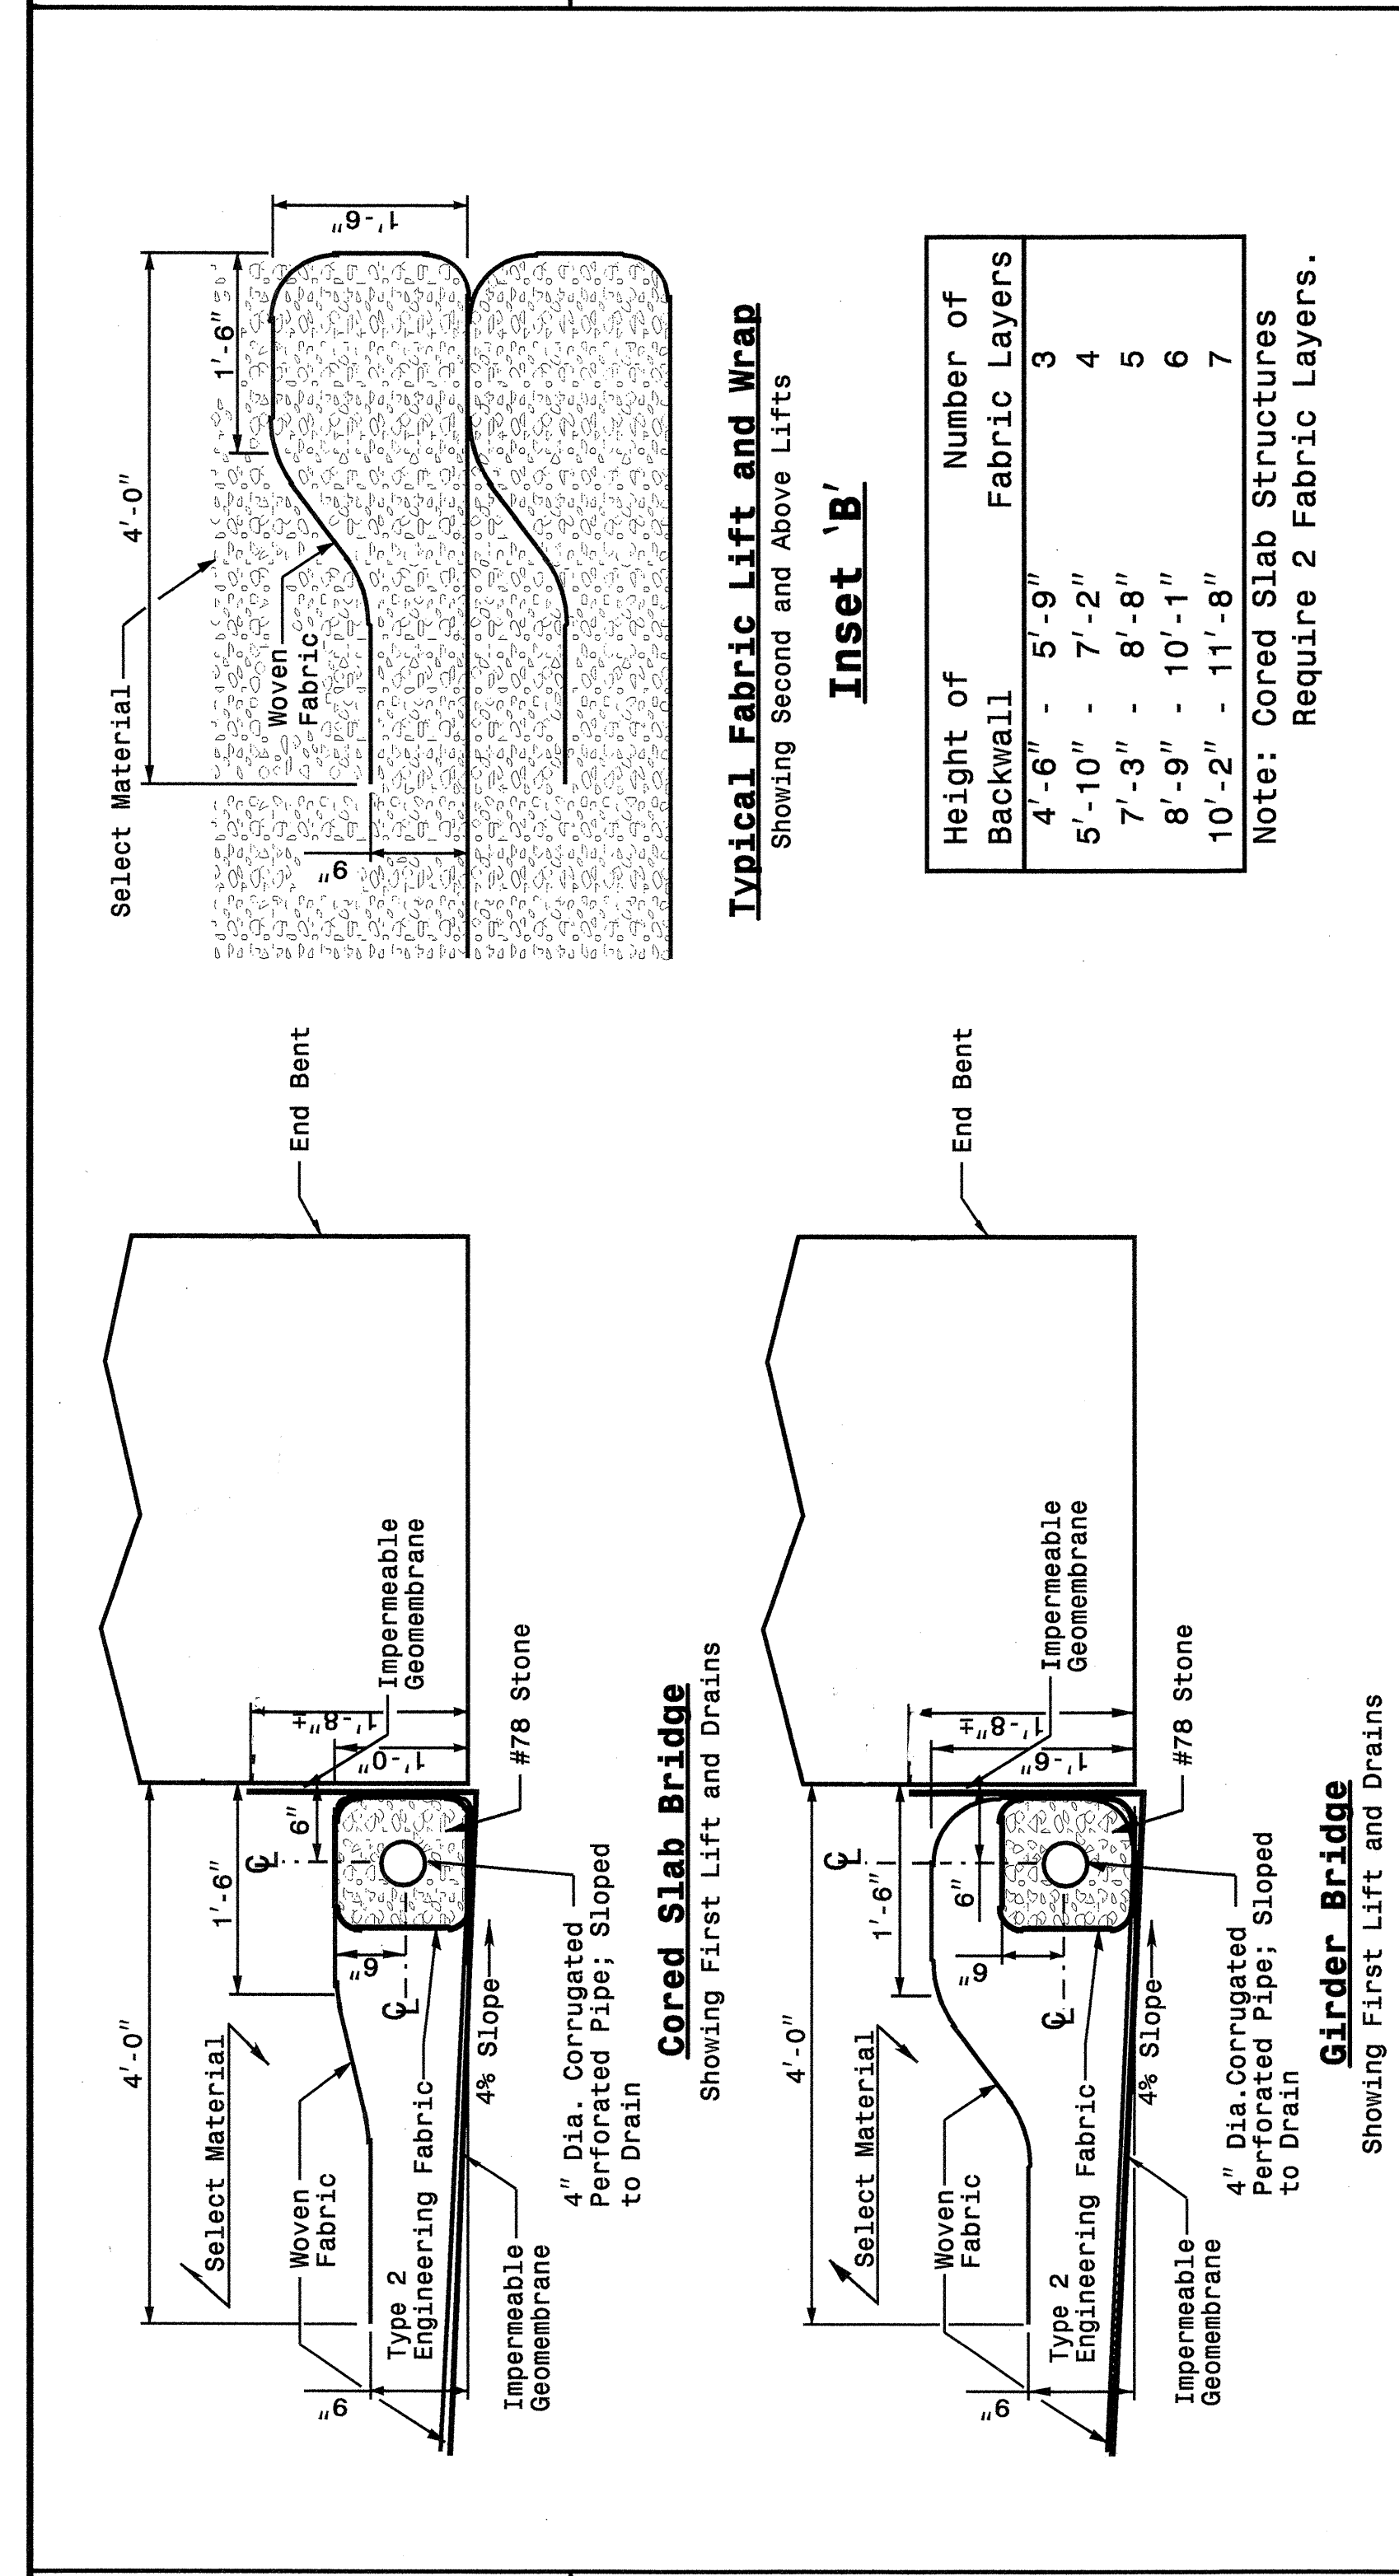 Select Material
4'-0"
1'-6"
1'-6"
Woven
Fabric
9"
Typical Fabric Lift and Wrap
Showing Second and Above Lifts
Inset 'B'
Height of Number of
Backwall Fabric Layers
4'-6" - 5'-9" 3
5'-10" - 7'-2" 4
7'-3" - 8'-8" 5
8'-9" - 10'-1" 6
10'-2" - 11'-8" 7
Note: Cored Slab Structures
Require 2 Fabric Layers.
4'-0"
Select Material
1'-6"
6"
Woven
Fabric
1'-8"±
1'-0"
End Bent
Impermeable
Geomembrane
6"
9"
Type 2
Engineering Fabric
4% Slope
#78 Stone
Impermeable
Geomembrane
4" Dia. Corrugated
Perforated Pipe; Sloped
to Drain
Cored Slab Bridge
Showing First Lift and Drains
4'-0"
Select Material
1'-6"
6"
Woven
Fabric
1'-8"±
1'-6"
End Bent
Impermeable
Geomembrane
6"
9"
Type 2
Engineering Fabric
4% Slope
#78 Stone
Impermeable
Geomembrane
4" Dia.Corrugated
Perforated Pipe; Sloped
to Drain
Girder Bridge
Showing First Lift and Drains